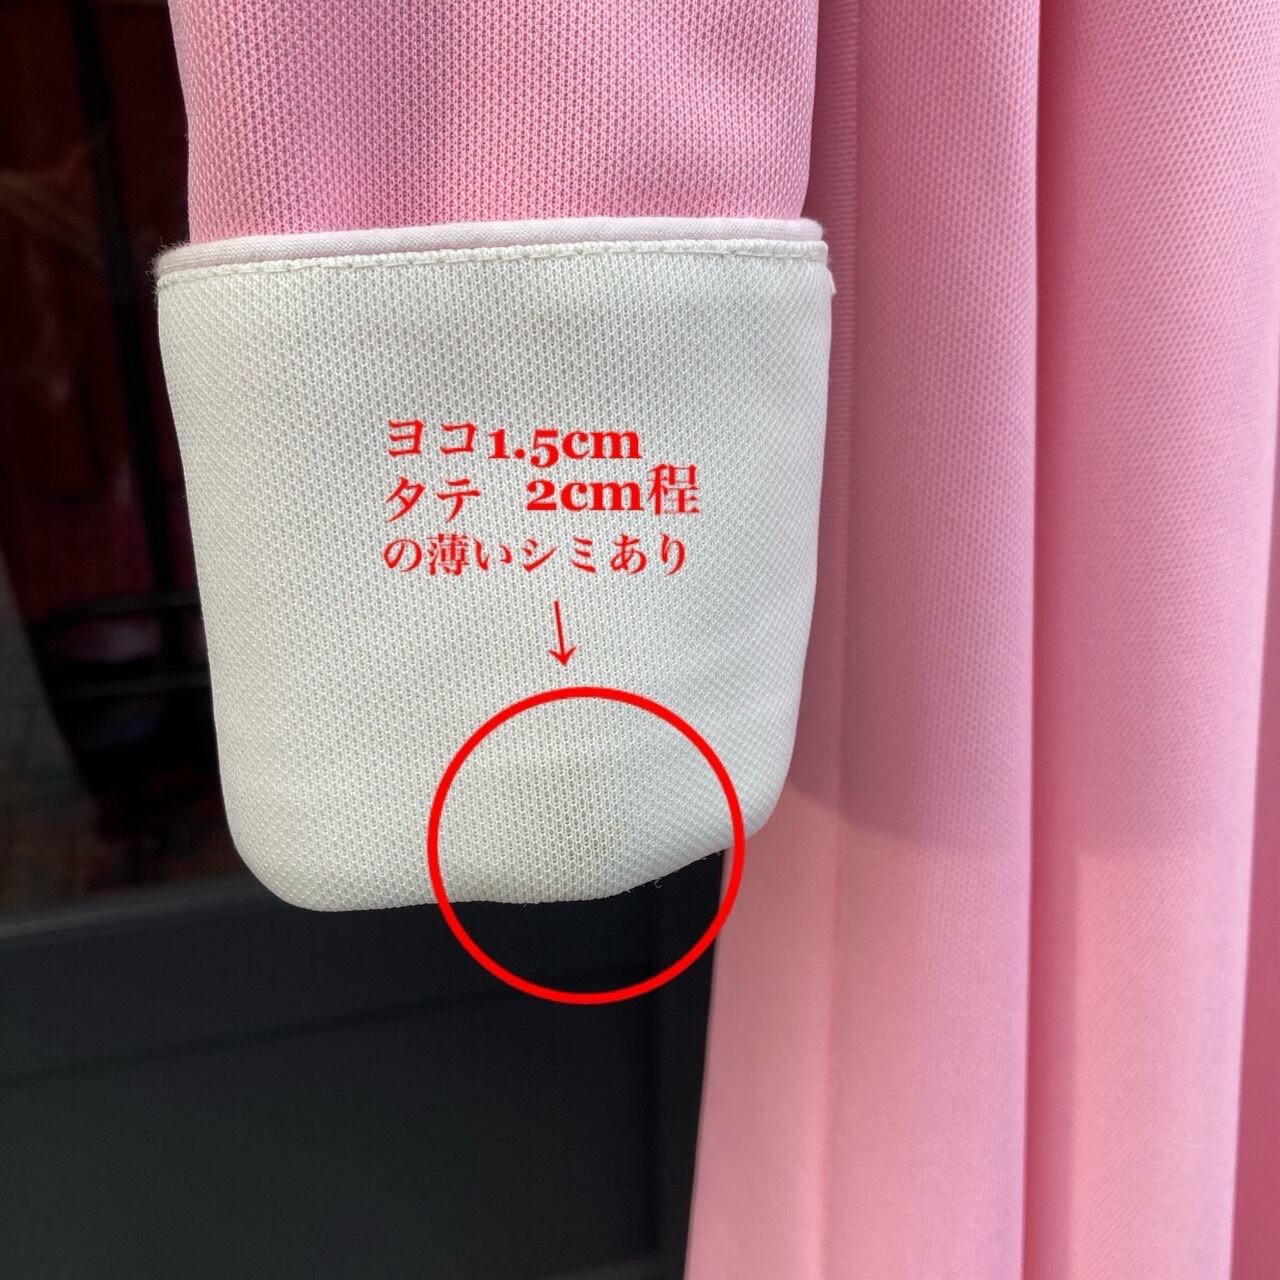 ヨコ1.5cm
タテ 2cm程
の薄いシミあり
↓